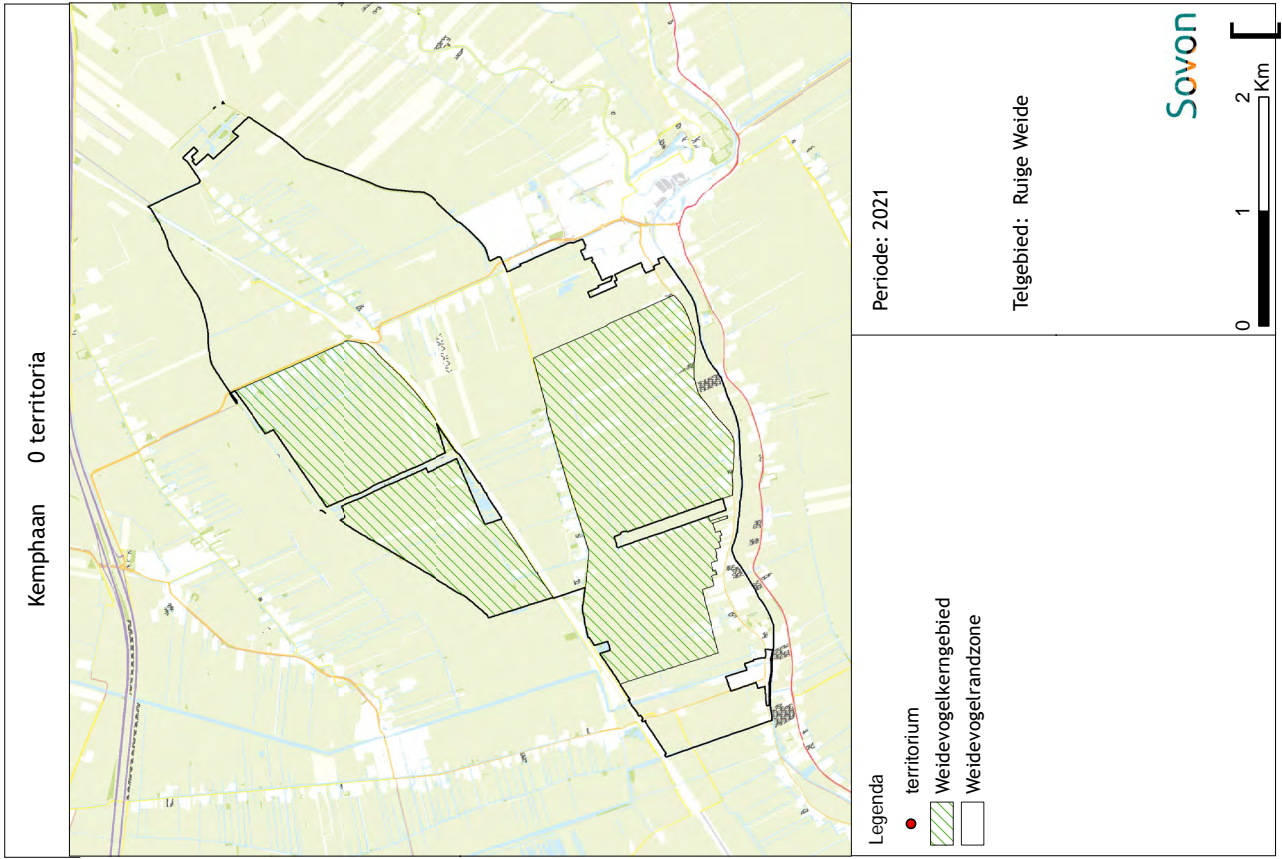 Kemphaan 0 territoria
Periode: 2021
Telgebied: Ruige Weide
Sovon
0 1 2 Km
Legenda
territorium
Weidevogelkerngebied
Weidevogelrandzone